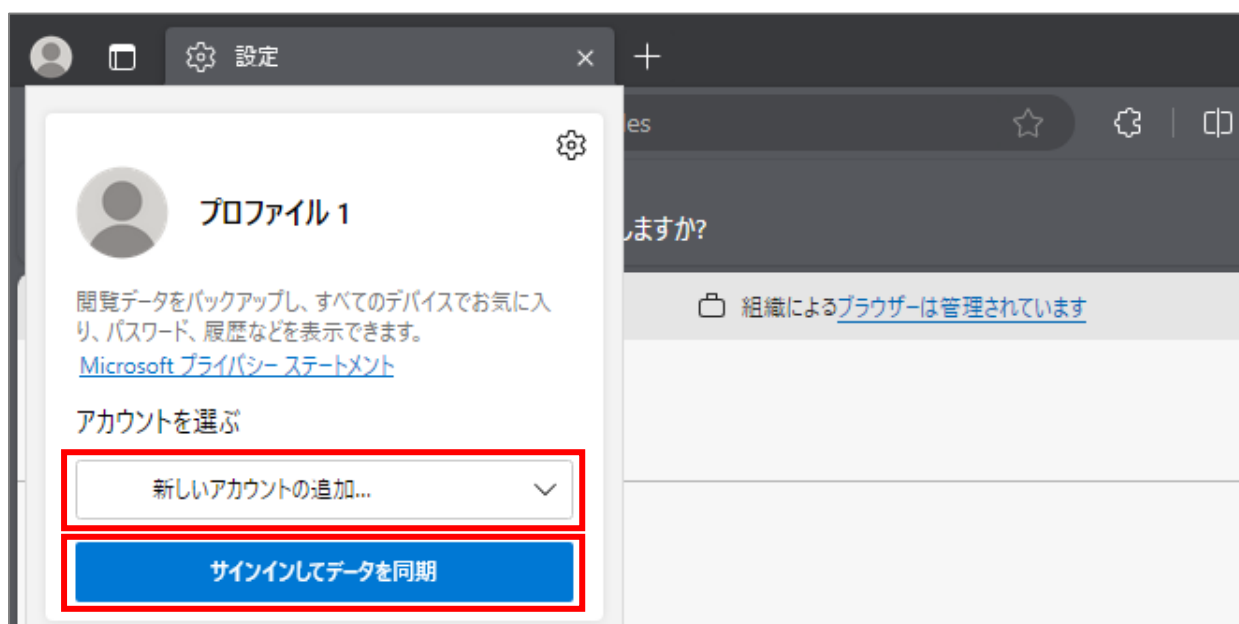 設定
les
プロファイル 1
しますか?
閲覧データをバックアップし、すべてのデバイスでお気に入
り、パスワード、履歴などを表示できます。
組織によるブラウザーは管理されています
Microsoft プライバシー ステートメント
アカウントを選ぶ
新しいアカウントの追加...
サインインしてデータを同期